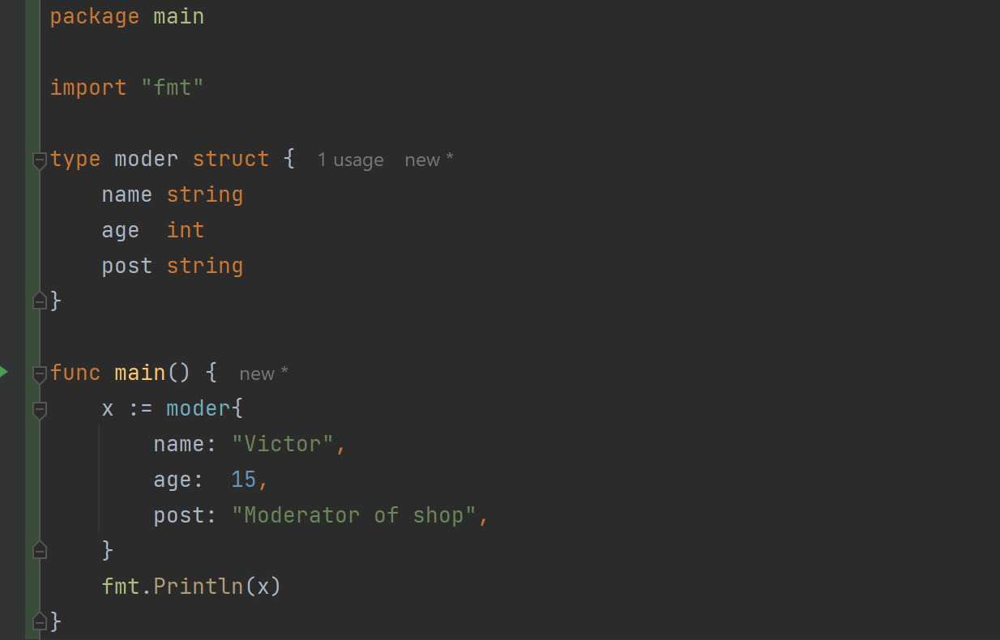 package main
import "fmt"
type moder struct {  1 usage  new *
    name string
    age  int
    post string
}
func main() {  new *
    x := moder{
        name: "Victor",
        age:  15,
        post: "Moderator of shop",
    }
    fmt.Println(x)
}